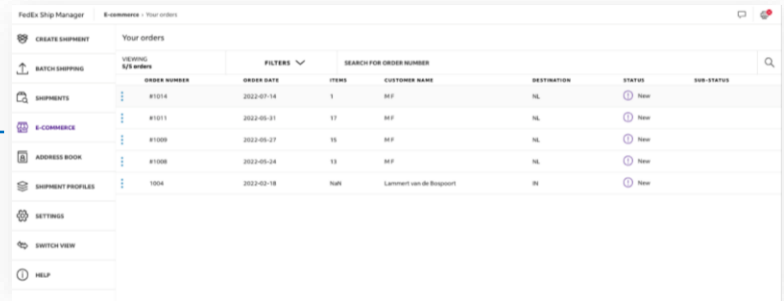 FedEx Ship Manager
E-commerce › Your orders
CREATE SHIPMENT
BATCH SHIPPING
SHIPMENTS
E-COMMERCE
ADDRESS BOOK
SHIPMENT PROFILES
SETTINGS
SWITCH VIEW
HELP
Your orders
VIEWING
5/5 orders
FILTERS
SEARCH FOR ORDER NUMBER
ORDER NUMBER ORDER DATE ITEMS CUSTOMER NAME DESTINATION STATUS SUB-STATUS
#1014 2022-07-14 1 M F NL New
#1011 2022-05-31 17 M F NL New
#1009 2022-05-27 15 M F NL New
#1008 2022-05-24 13 M F NL New
1004 2022-02-18 NaN Lammert van de Bospoort IN New